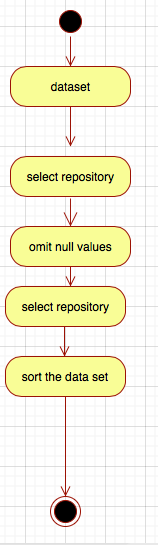 dataset
select repository
omit null values
select repository
sort the data set